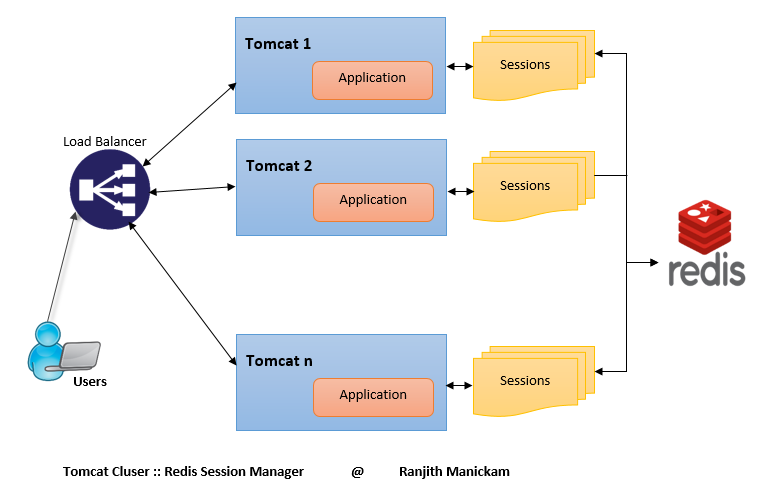 Tomcat 1
Application
Sessions
Load Balancer
Tomcat 2
Application
Sessions
redis
Tomcat n
Application
Sessions
Users
Tomcat Cluser :: Redis Session Manager @ Ranjith Manickam